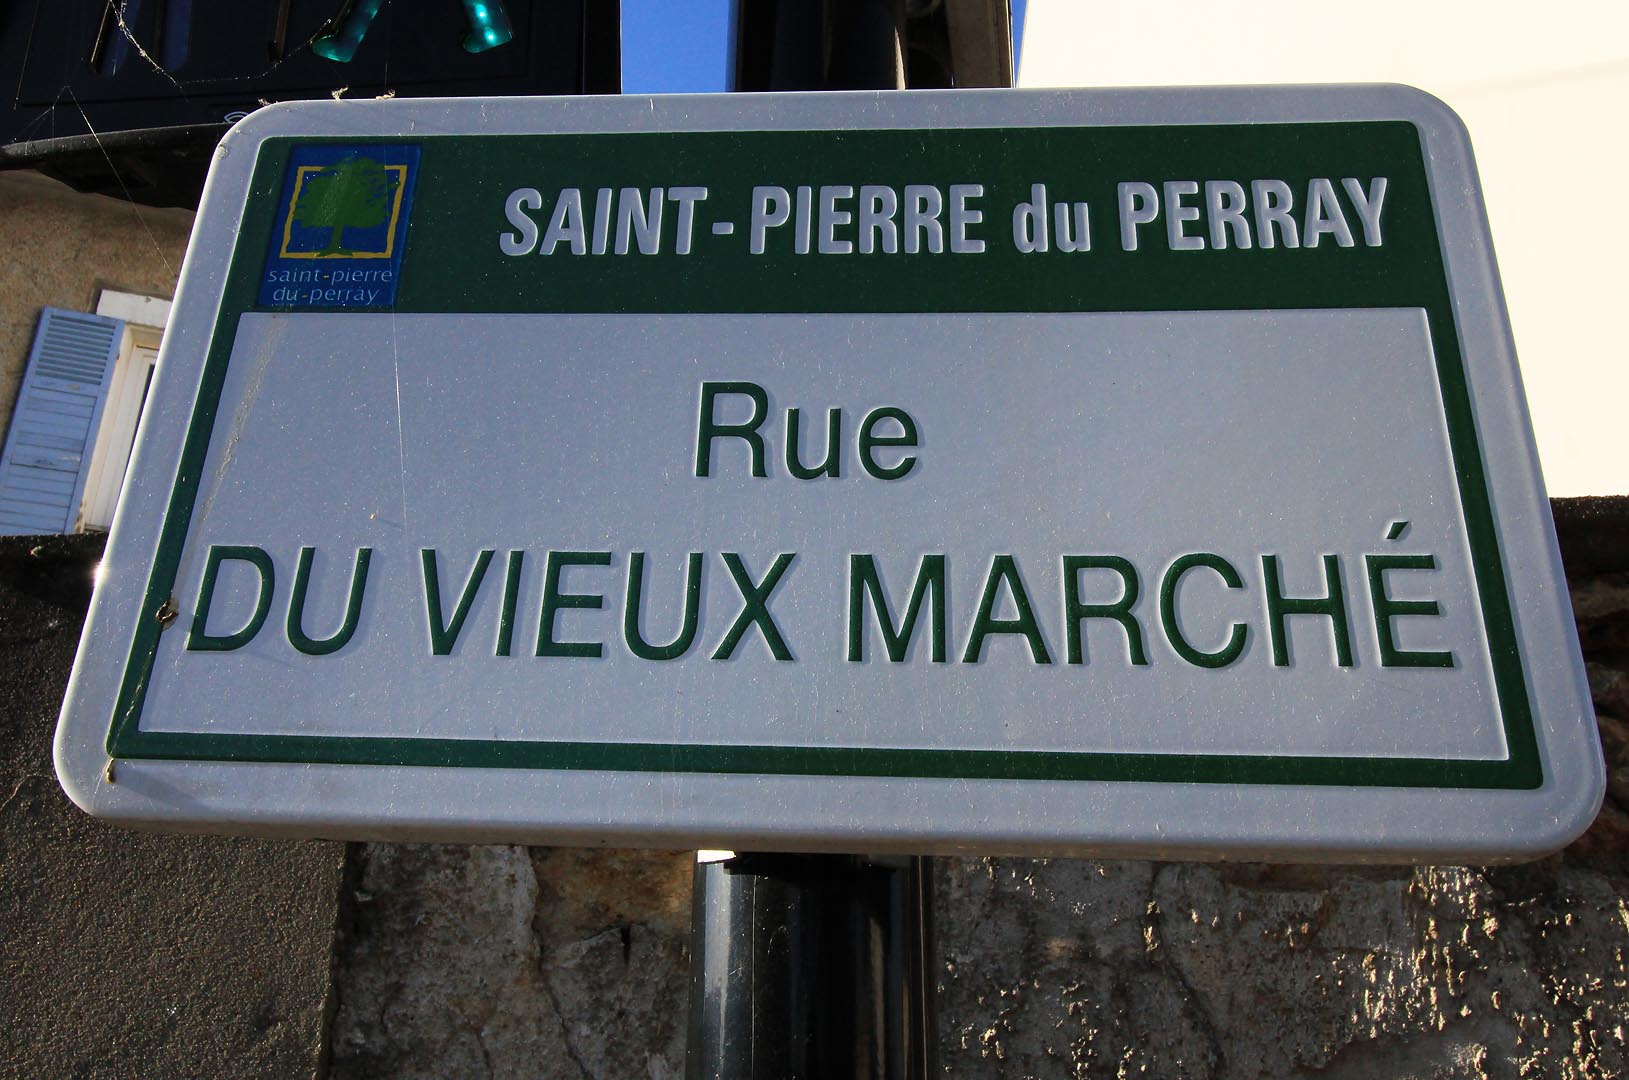 SAINT-PIERRE du PERRAY
saint-pierre
du-perray
Rue
DU VIEUX MARCHÉ